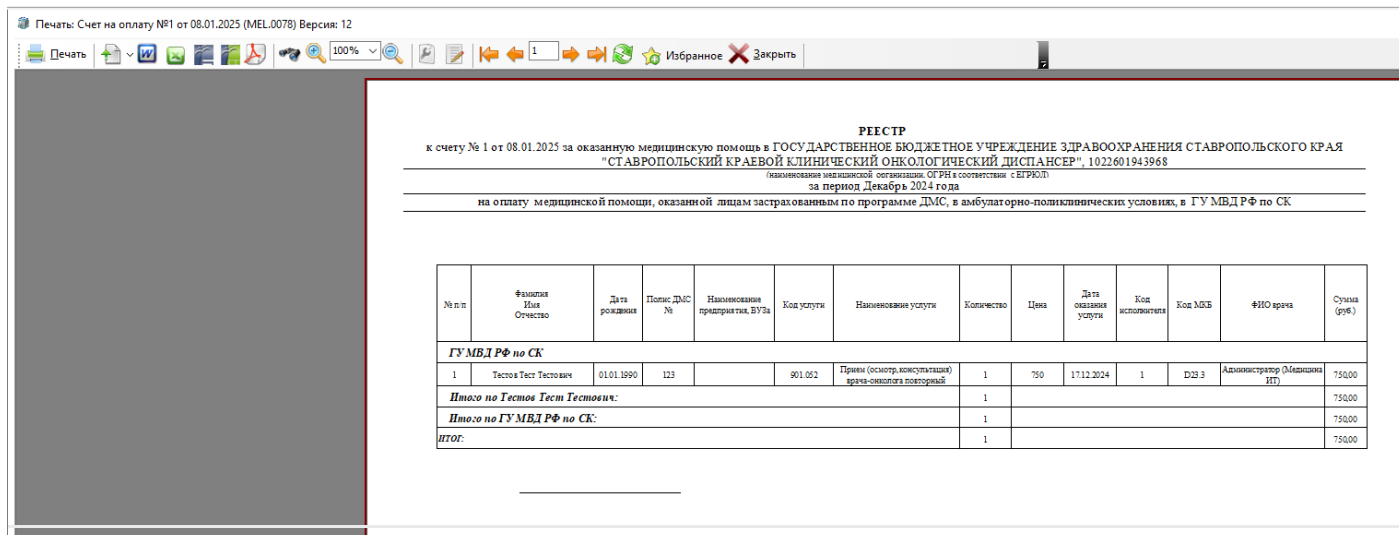 Печать: Счет на оплату №1 от 08.01.2025 (MEL.0078) Версия: 12
Печать 100% 1 Избранное Закрыть
РЕЕСТР
к счету № 1 от 08.01.2025 за оказанную медицинскую помощь в ГОСУДАРСТВЕННОЕ БЮДЖЕТНОЕ УЧРЕЖДЕНИЕ ЗДРАВООХРАНЕНИЯ СТАВРОПОЛЬСКОГО КРАЯ
"СТАВРОПОЛЬСКИЙ КРАЕВОЙ КЛИНИЧЕСКИЙ ОНКОЛОГИЧЕСКИЙ ДИСПАНСЕР", 1022601943968
(наименование медицинской организации, ОГРН в соответствии с ЕГРЮЛ)
за период Декабрь 2024 года
на оплату медицинской помощи, оказанной лицам застрахованным по программе ДМС, в амбулаторно-поликлинических условиях, в ГУ МВД РФ по СК
№ п/п Фамилия Имя Отчество Дата рождения Полис ДМС № Наименование предприятия, ВУЗа Код услуги Наименование услуги Количество Цена Дата оказания услуги Код исполнителя Код МКБ ФИО врача Сумма (руб.)
ГУ МВД РФ по СК
1 Тестов Тест Тестович 01.01.1990 123 901.052 Прием (осмотр, консультация) врача-онколога повторный 1 750 17.12.2024 1 D23.3 Администратор (Медицина ИТ) 750,00
Итого по Тестов Тест Тестович: 1 750,00
Итого по ГУ МВД РФ по СК: 1 750,00
ИТОГ: 1 750,00